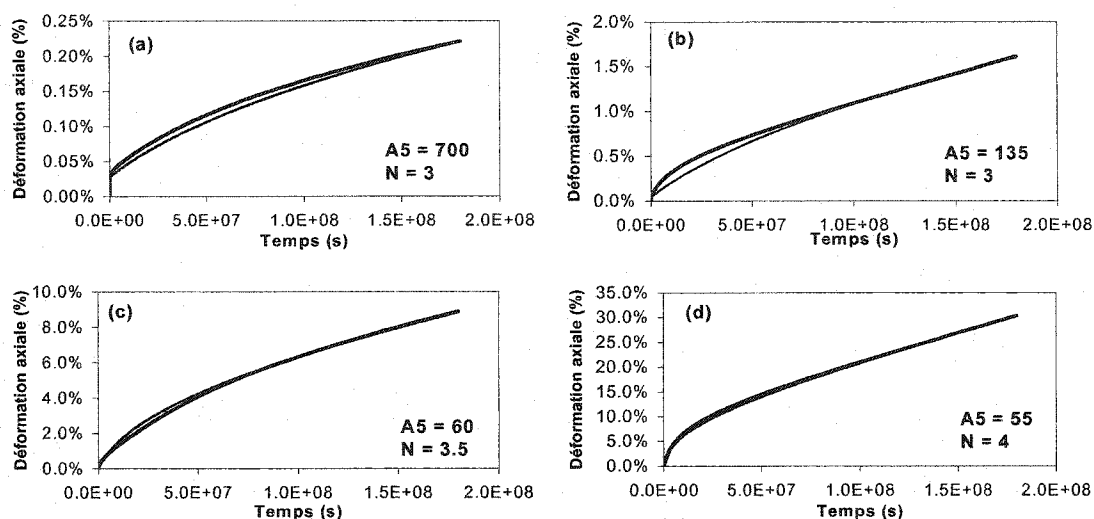 Déformation axiale (%)
0.25%
0.20%
0.15%
0.10%
0.05%
0.00%
(a)
A5 = 700
N = 3
0.0E+00 5.0E+07 1.0E+08 1.5E+08 2.0E+08
Temps (s)
Déformation axiale (%)
2.0%
1.5%
1.0%
0.5%
0.0%
(b)
A5 = 135
N = 3
0.0E+00 5.0E+07 1.0E+08 1.5E+08 2.0E+08
Temps (s)
Déformation axiale (%)
10.0%
8.0%
6.0%
4.0%
2.0%
0.0%
(c)
A5 = 60
N = 3.5
0.0E+00 5.0E+07 1.0E+08 1.5E+08 2.0E+08
Temps (s)
Déformation axiale (%)
35.0%
30.0%
25.0%
20.0%
15.0%
10.0%
5.0%
0.0%
(d)
A5 = 55
N = 4
0.0E+00 5.0E+07 1.0E+08 1.5E+08 2.0E+08
Temps (s)